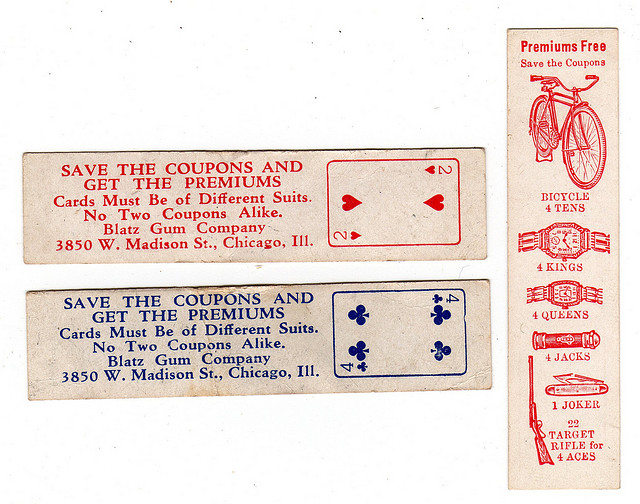 SAVE THE COUPONS AND
GET THE PREMIUMS
Cards Must Be of Different Suits.
No Two Coupons Alike.
Blatz Gum Company
3850 W. Madison St., Chicago, Ill.
2
2
SAVE THE COUPONS AND
GET THE PREMIUMS
Cards Must Be of Different Suits.
No Two Coupons Alike.
Blatz Gum Company
3850 W. Madison St., Chicago, Ill.
4
4
Premiums Free
Save the Coupons
BICYCLE
4 TENS
4 KINGS
4 QUEENS
4 JACKS
1 JOKER
22
TARGET
RIFLE for
4 ACES